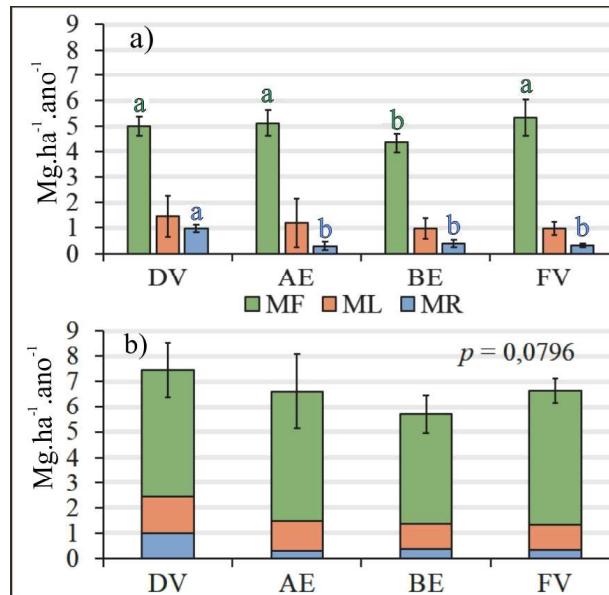 a)
Mg.ha⁻¹.ano⁻¹
9
8
7
6
5
4
3
2
1
0
a a b a
a b b b
DV AE BE FV
MF ML MR
b)
p = 0,0796
Mg.ha⁻¹.ano⁻¹
9
8
7
6
5
4
3
2
1
0
DV AE BE FV